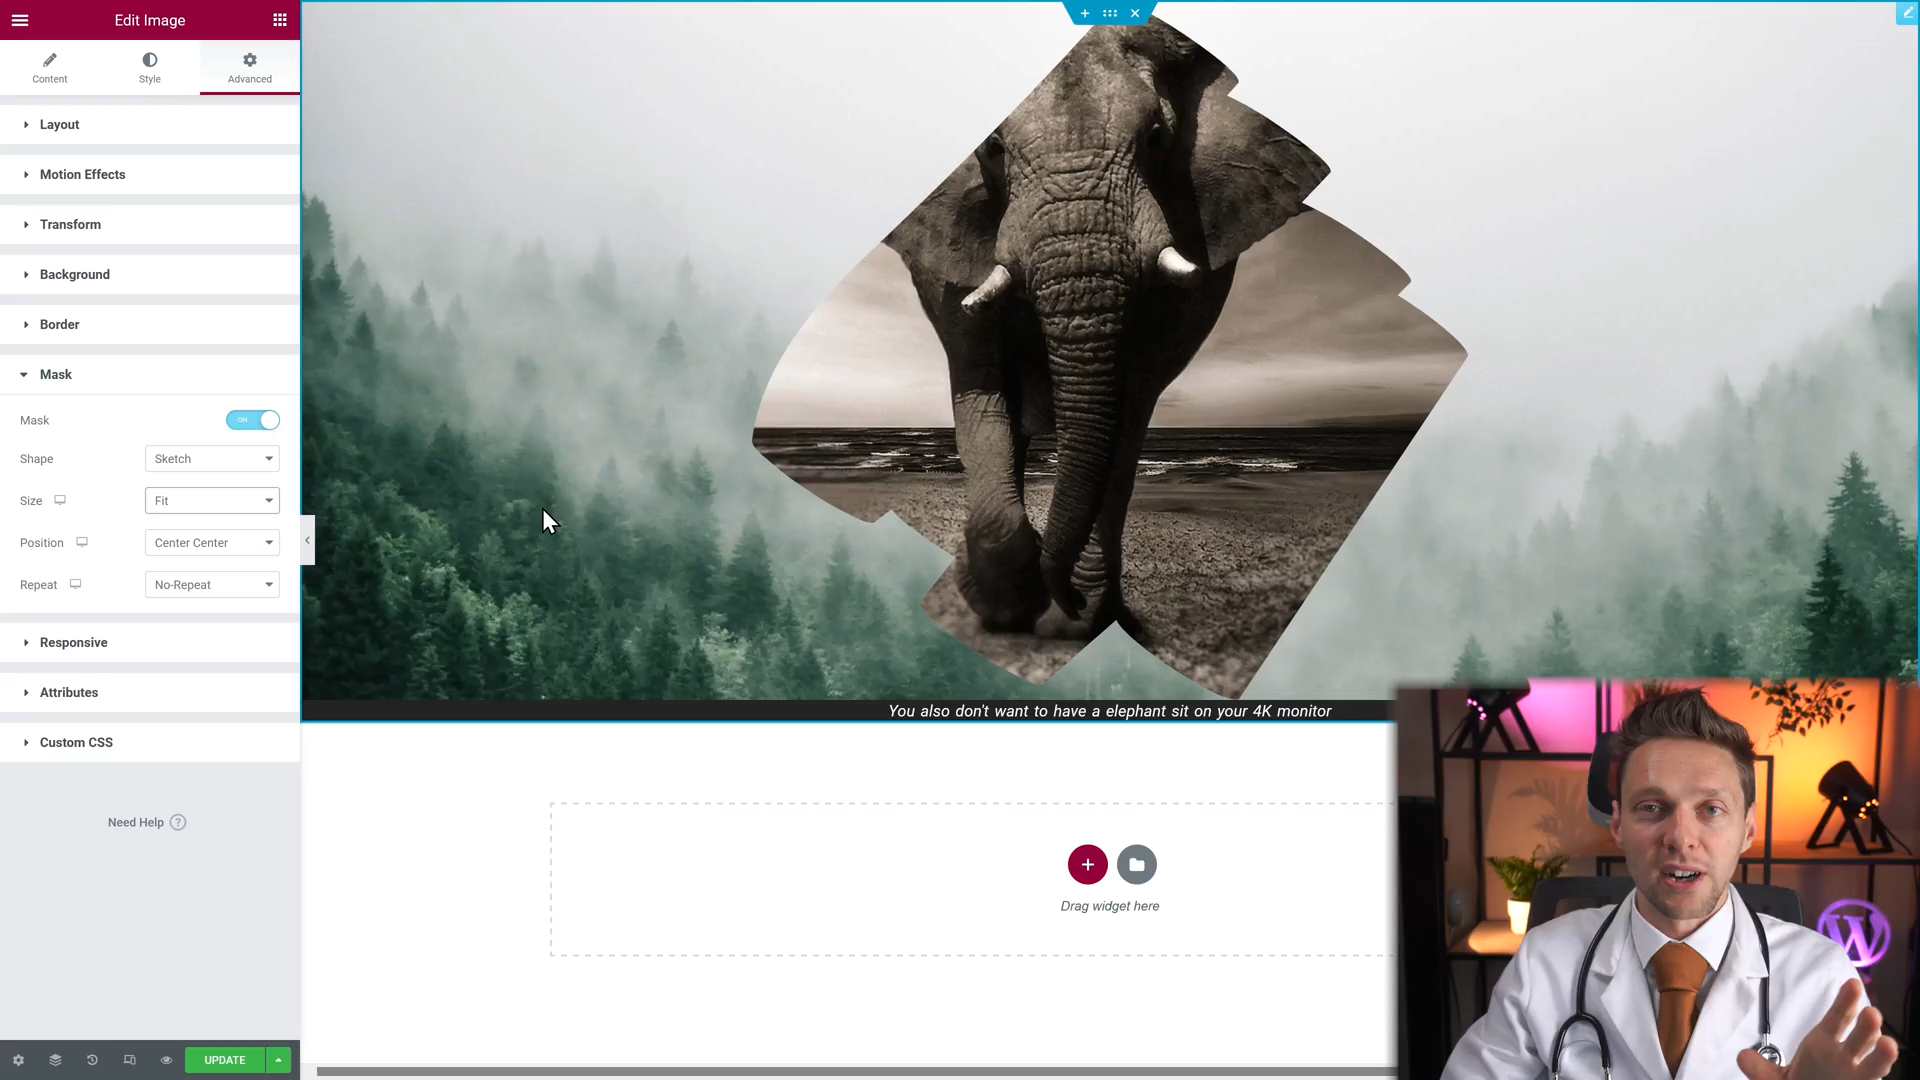 Edit Image
Content
Style
Advanced
Layout
Motion Effects
Transform
Background
Border
Mask
Mask
ON
Shape
Sketch
Size
Fit
Position
Center Center
Repeat
No-Repeat
Responsive
Attributes
Custom CSS
Need Help ?
UPDATE
You also don't want to have a elephant sit on your 4K monitor
Drag widget here